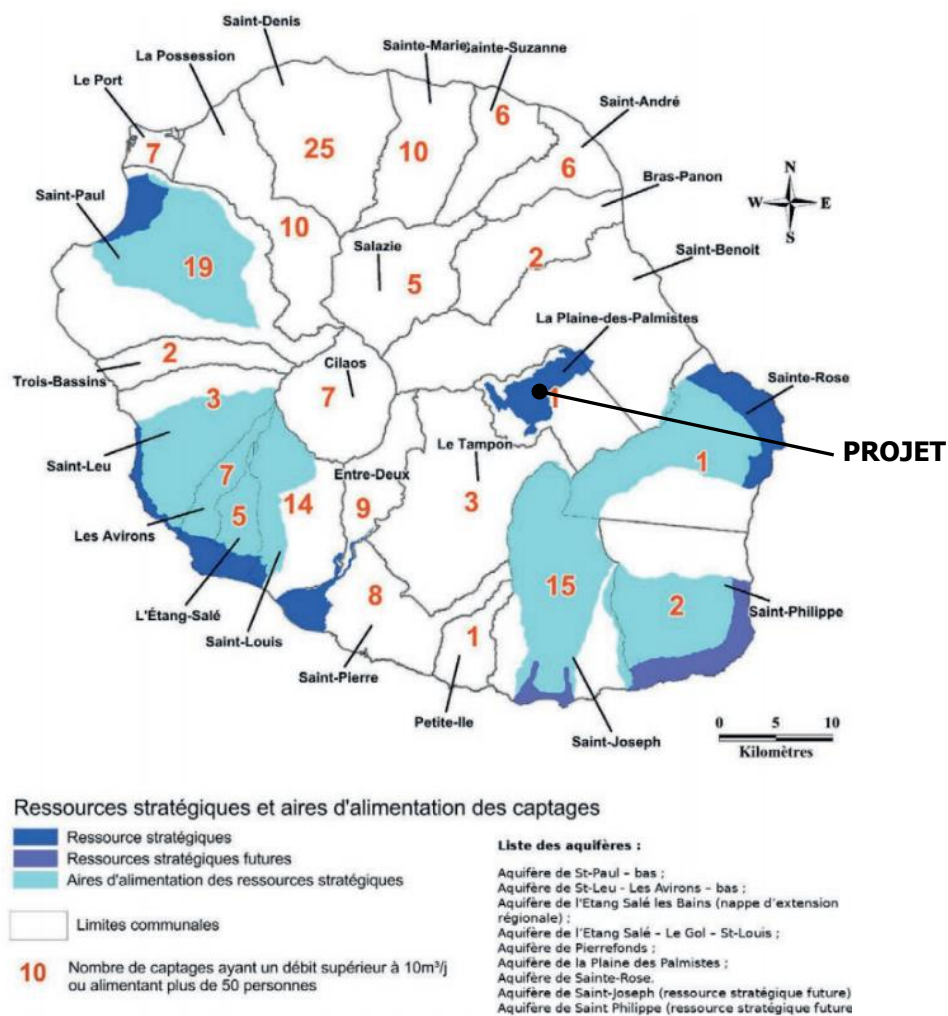 Saint-Denis
Sainte-Marie
Sainte-Suzanne
La Possession
Le Port
Saint-André
6
7
25
10
6
Bras-Panon
N
W E
S
Saint-Paul
10
Salazie
Saint-Benoit
19
5
2
La Plaine-des-Palmistes
2
Cilaos
Trois-Bassins
7
1
Sainte-Rose
3
Le Tampon
PROJET
Saint-Leu
Entre-Deux
1
7
14
9
3
5
Les Avirons
15
8
2
L'Étang-Salé
Saint-Philippe
Saint-Louis
1
Saint-Pierre
Petite-Ile
Saint-Joseph
0 5 10
Kilomètres
Ressources stratégiques et aires d'alimentation des captages
Ressource stratégiques
Ressources stratégiques futures
Aires d'alimentation des ressources stratégiques
Limites communales
10 Nombre de captages ayant un débit supérieur à 10m³/j
ou alimentant plus de 50 personnes
Liste des aquifères :
Aquifère de St-Paul – bas ;
Aquifère de St-Leu - Les Avirons – bas ;
Aquifère de l'Etang Salé les Bains (nappe d'extension
régionale) ;
Aquifère de l'Etang Salé – Le Gol – St-Louis ;
Aquifère de Pierrefonds ;
Aquifère de la Plaine des Palmistes ;
Aquifère de Sainte-Rose.
Aquifère de Saint-Joseph (ressource stratégique future)
Aquifère de Saint Philippe (ressource stratégique future